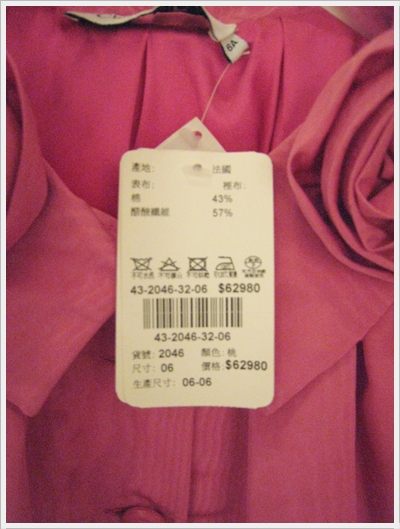 6A
產地: 法國
表布: 裡布:
棉 43%
醋酸纖維 57%
43-2046-32-06 $62980
43-2046-32-06
貨號: 2046 顏色: 桃
尺寸: 06 價格: $62980
生產尺寸: 06-06